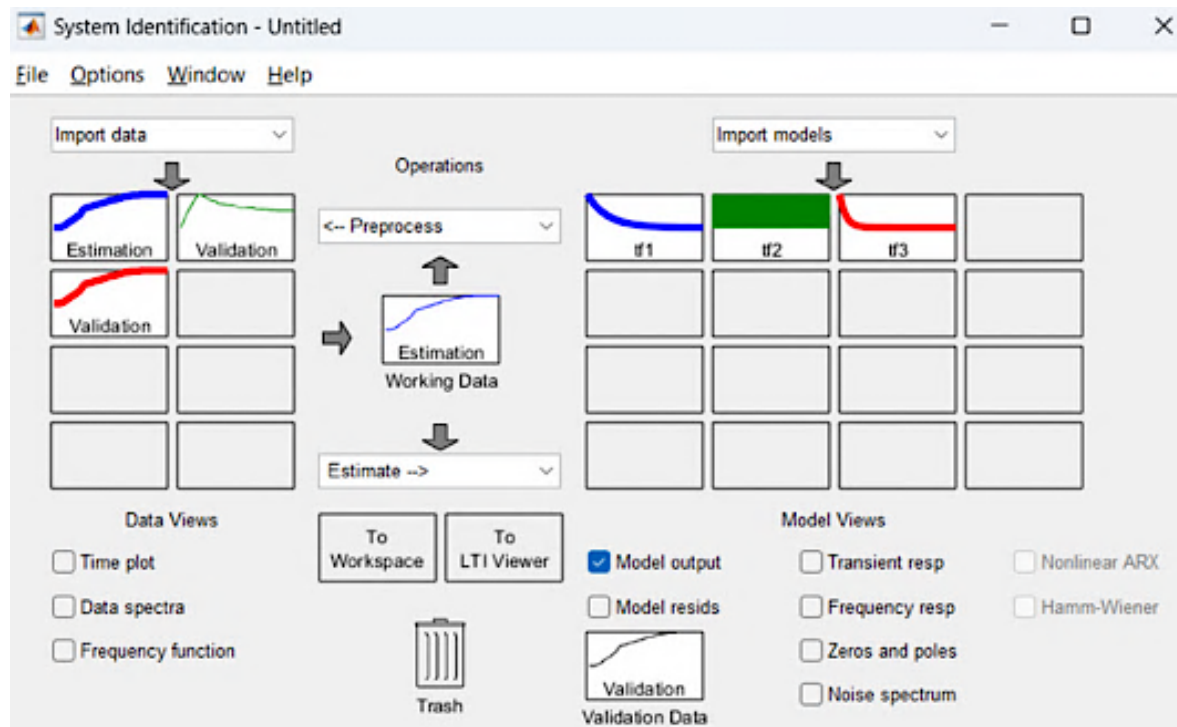 System Identification - Untitled
File Options Window Help
Import data
Import models
Operations
Estimation
Validation
<-- Preprocess
tf1
tf2
tf3
Validation
Estimation
Working Data
Estimate -->
Data Views
To
Workspace
To
LTI Viewer
Model Views
Time plot
Model output
Transient resp
Nonlinear ARX
Data spectra
Model resids
Frequency resp
Hamm-Wiener
Frequency function
Zeros and poles
Trash
Validation
Noise spectrum
Validation Data